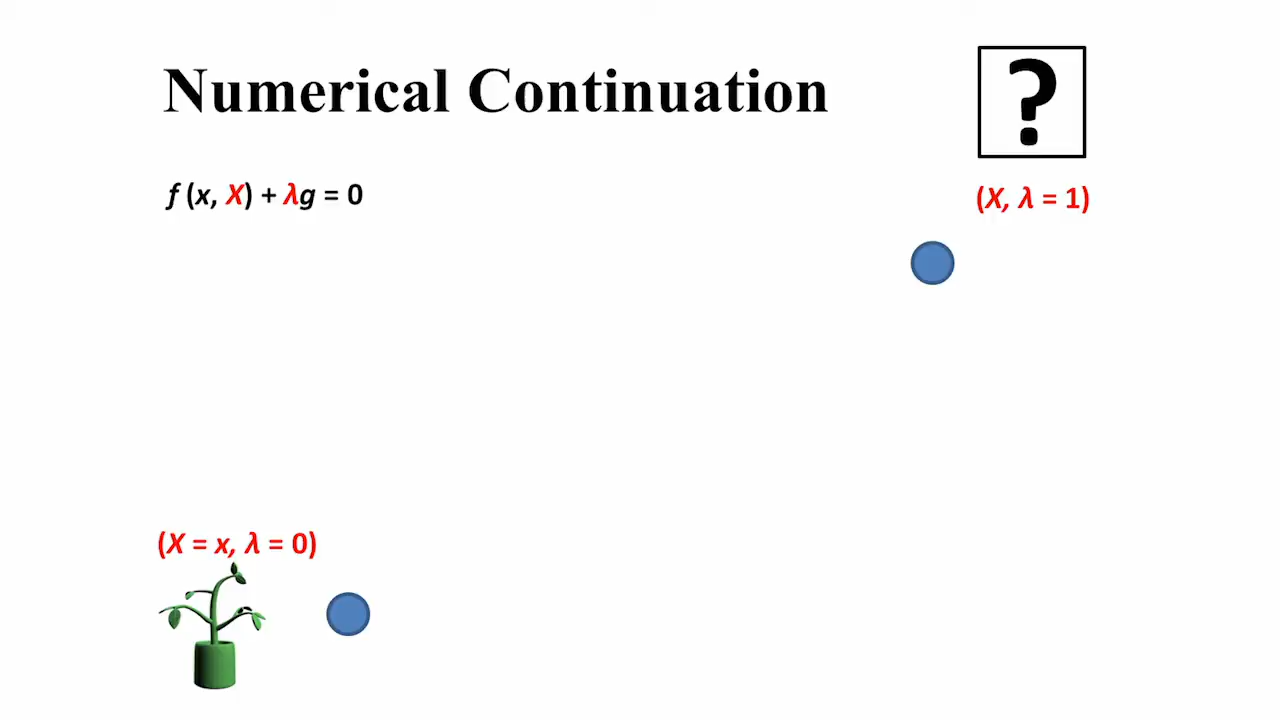 Numerical Continuation
?
f (x, X) + λg = 0
(X, λ = 1)
(X = x, λ = 0)